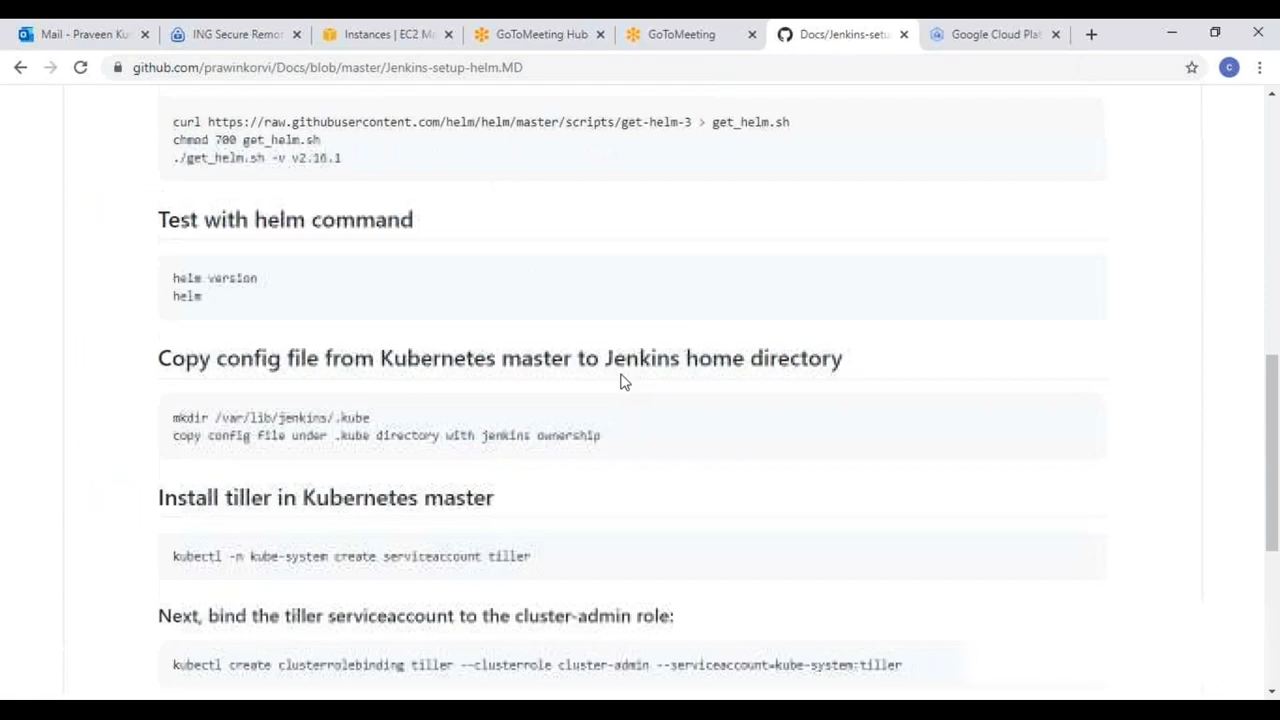 Mail - Praveen Ku
ING Secure Remo
Instances | EC2 M
GoToMeeting Hub
GoToMeeting
Docs/Jenkins-setu
Google Cloud Pla
github.com/prawinkorvi/Docs/blob/master/Jenkins-setup-helm.MD
C
curl https://raw.githubusercontent.com/helm/helm/master/scripts/get-helm-3 > get_helm.sh
chmod 700 get_helm.sh
./get_helm.sh -v v2.16.1
Test with helm command
helm version
helm
Copy config file from Kubernetes master to Jenkins home directory
mkdir /var/lib/jenkins/.kube
copy config file under .kube directory with jenkins ownership
Install tiller in Kubernetes master
kubectl -n kube-system create serviceaccount tiller
Next, bind the tiller serviceaccount to the cluster-admin role:
kubectl create clusterrolebinding tiller --clusterrole cluster-admin --serviceaccount=kube-system:tiller